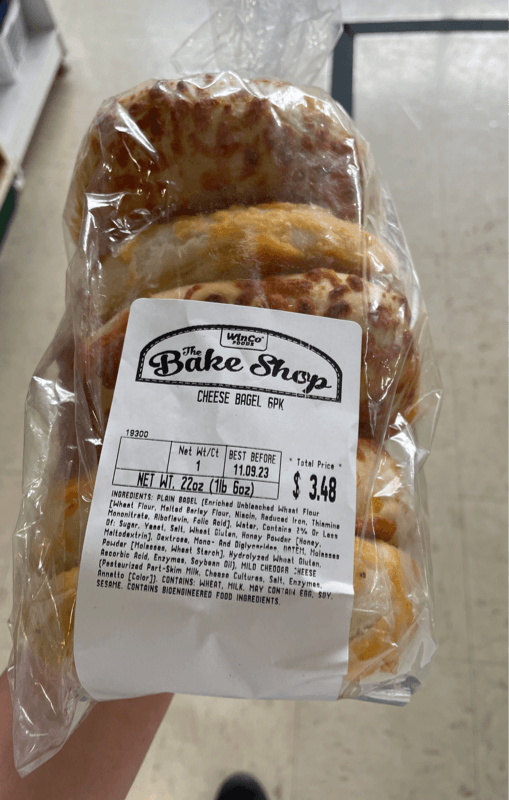 WinCo
FOODS
The
Bake Shop
CHEESE BAGEL 6PK
19300
Net Wt/Ct BEST BEFORE * Total Price *
1 11.09.23
NET WT. 22oz (1lb 6oz) $ 3.48
INGREDIENTS: PLAIN BAGEL [Enriched Unbleached Wheat Flour
[Wheat Flour, Malted Barley Flour, Niacin, Reduced Iron, Thiamine
Mononitrate, Riboflavin, Folic Acid], Water, Contains 2% Or Less
Of: Sugar, Yeast, Salt, Wheat Gluten, Honey Powder [Honey,
Maltodextrin], Dextrose, Mono- And Diglycerides, DATEM, Molasses
Powder [Molasses, Wheat Starch], Hydrolyzed Wheat Gluten,
Ascorbic Acid, Enzymes, Soybean Oil), MILD CHEDDAR CHEESE
(Pasteurized Part-Skim Milk, Cheese Cultures, Salt, Enzymes,
Annatto [Color]). CONTAINS: WHEAT, MILK. MAY CONTAIN EGG, SOY,
SESAME. CONTAINS BIOENGINEERED FOOD INGREDIENTS.